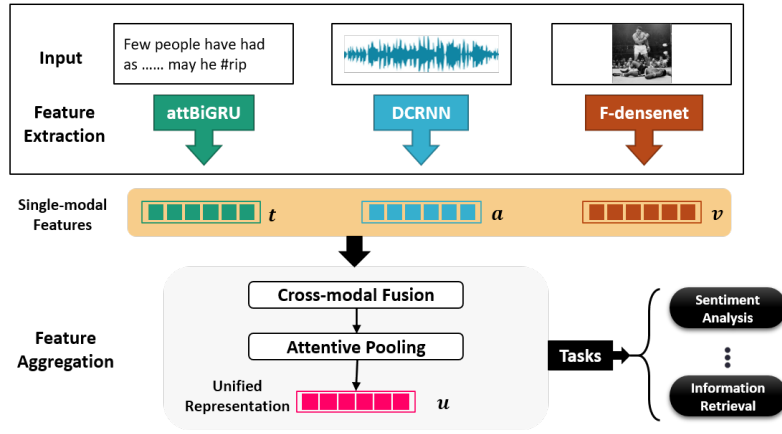 Input
Few people have had
as ...... may he #rip
Feature
Extraction
attBiGRU
DCRNN
F-densenet
Single-modal
Features
t
a
v
Cross-modal Fusion
Feature
Aggregation
Attentive Pooling
Unified
Representation
u
Tasks
Sentiment
Analysis
Information
Retrieval